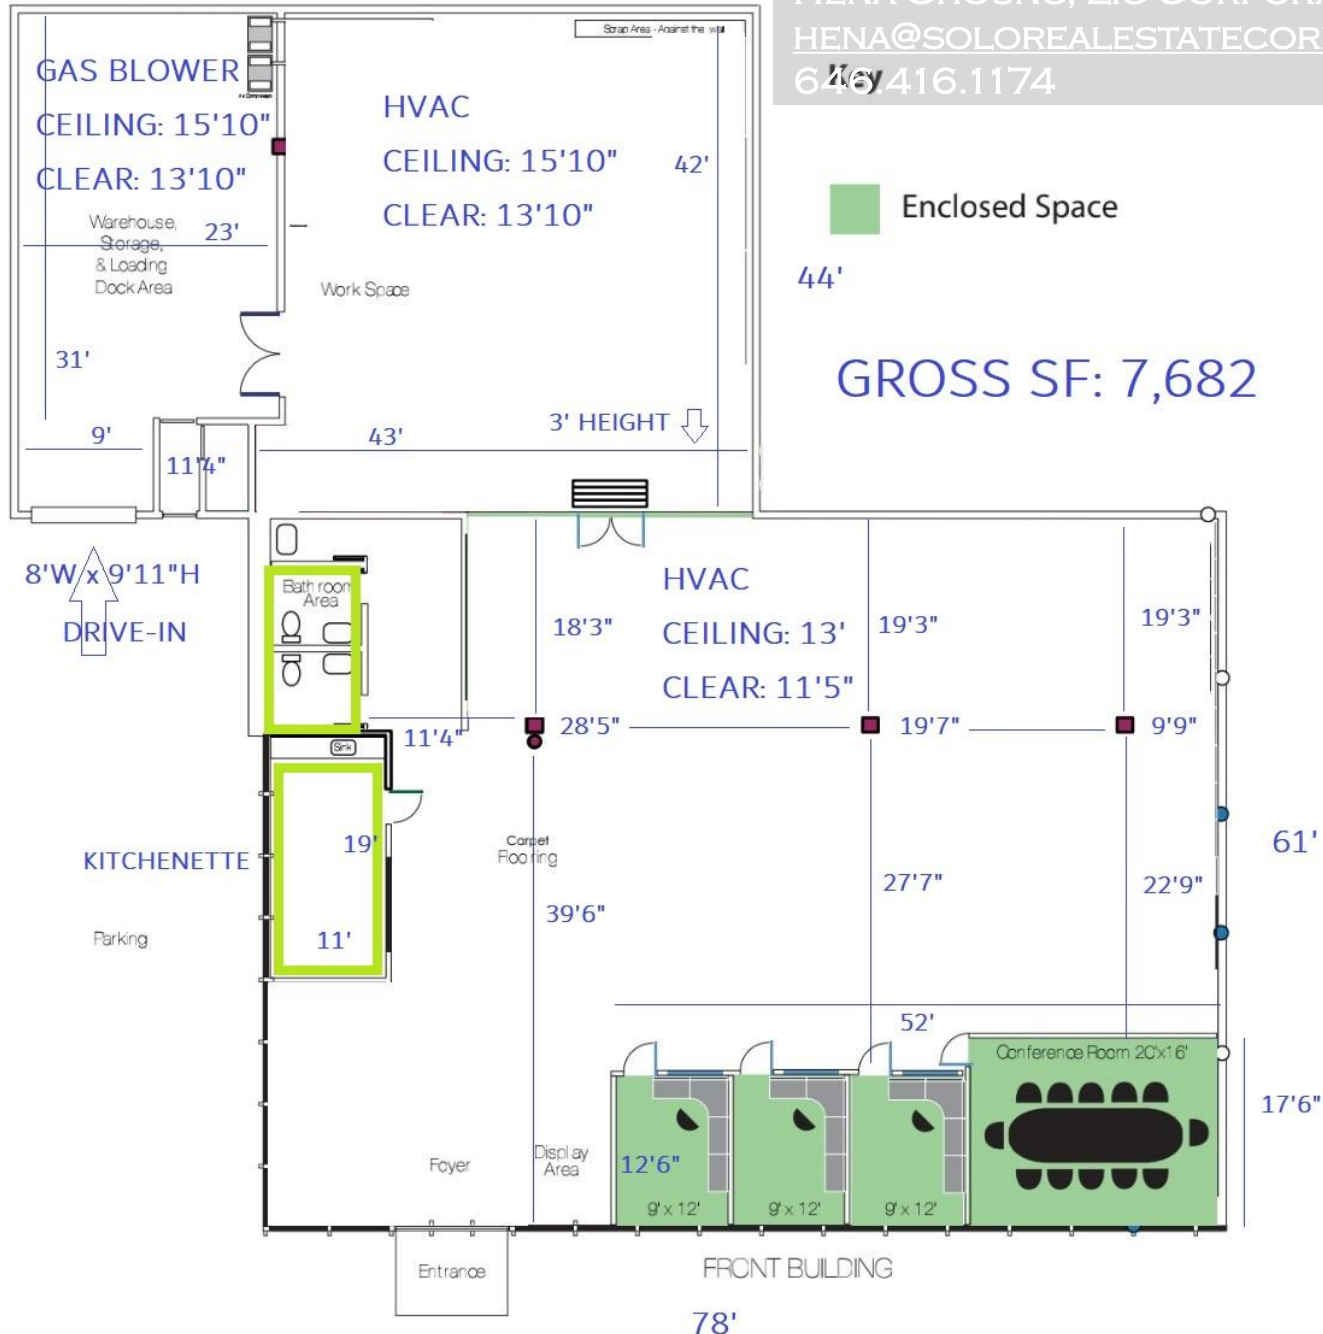 HENA@SOLOREALESTATECOR
Key
646.416.1174
Scrap Area - Against the wall
GAS BLOWER
CEILING: 15'10"
CLEAR: 13'10"
HVAC
CEILING: 15'10"
CLEAR: 13'10"
42'
Enclosed Space
Warehouse,
Storage,
& Loading
Dock Area
23'
Work Space
44'
GROSS SF: 7,682
31'
9'
11'4"
43'
3' HEIGHT
8'W x 9'11"H
DRIVE-IN
Bath room
Area
HVAC
CEILING: 13'
CLEAR: 11'5"
18'3"
19'3"
19'3"
11'4"
28'5"
19'7"
9'9"
Sink
KITCHENETTE
19'
11'
Carpet
Flooring
61'
Parking
39'6"
27'7"
22'9"
52'
Conference Room 20'x16'
17'6"
Foyer
Display
Area
12'6"
9' x 12'
9' x 12'
9' x 12'
Entrance
FRONT BUILDING
78'